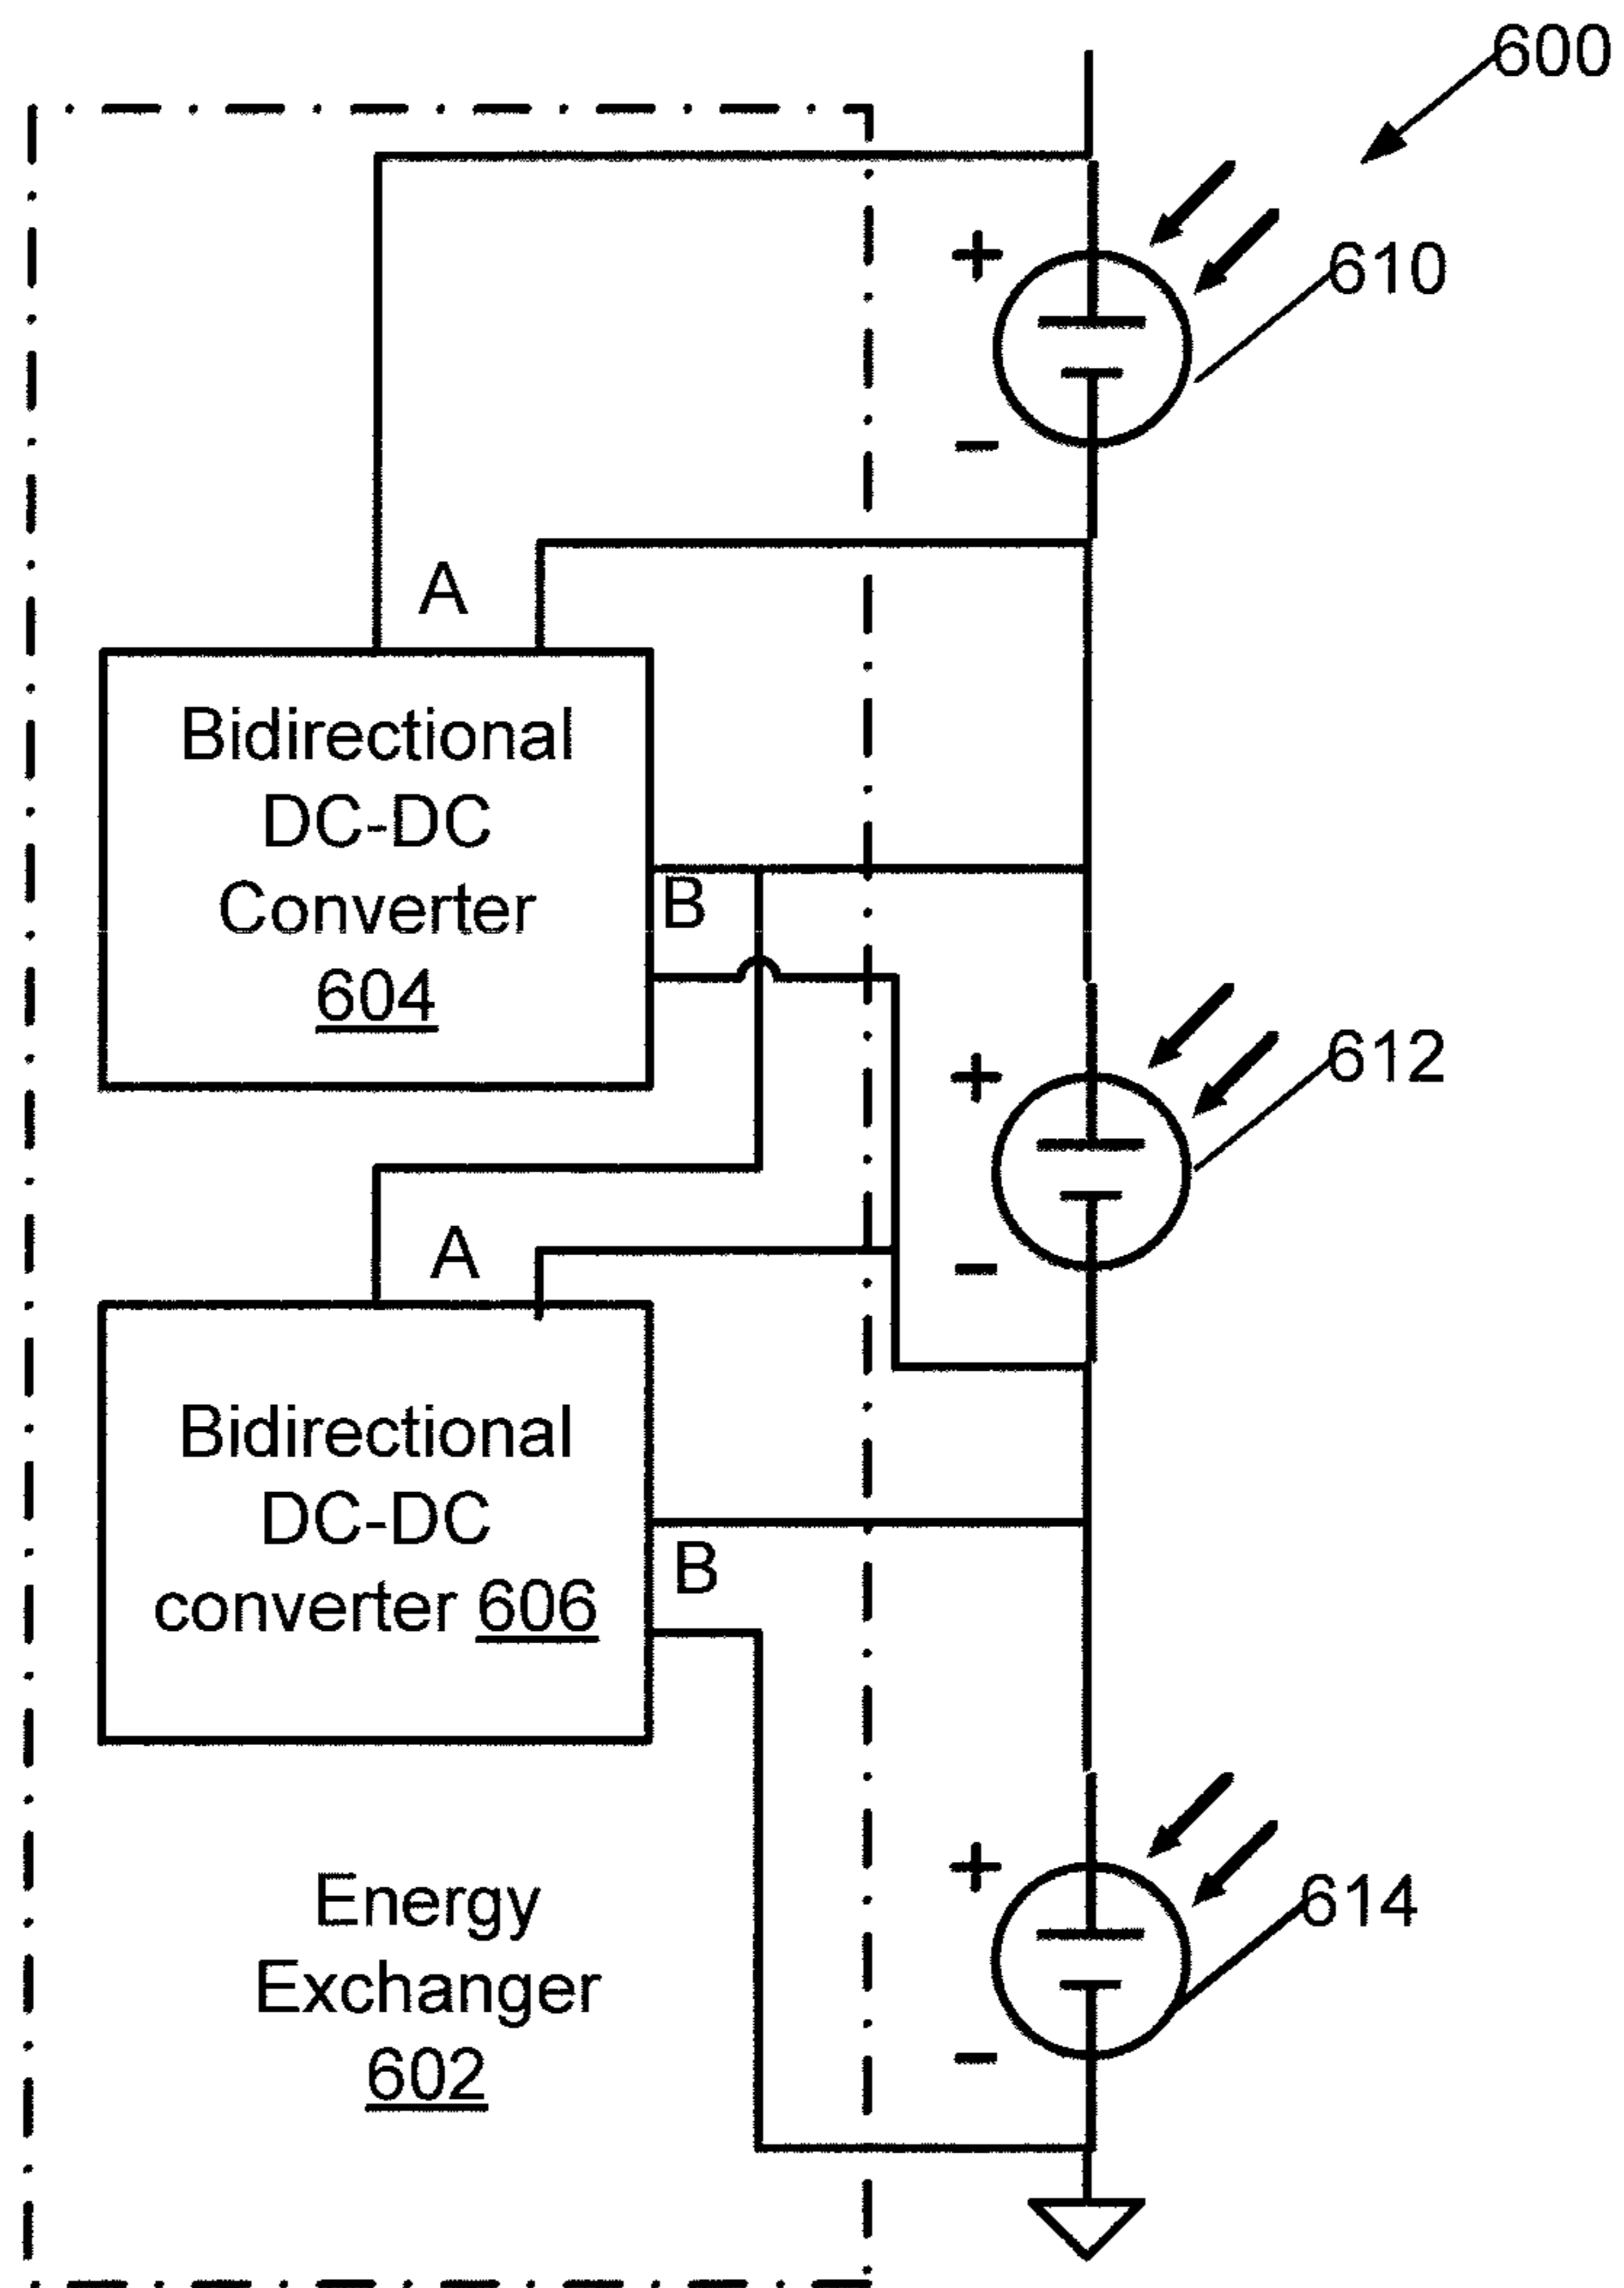 600
+
610
−
A
Bidirectional
DC-DC
Converter
604
B
+
612
−
A
Bidirectional
DC-DC
converter 606
B
+
614
−
Energy
Exchanger
602